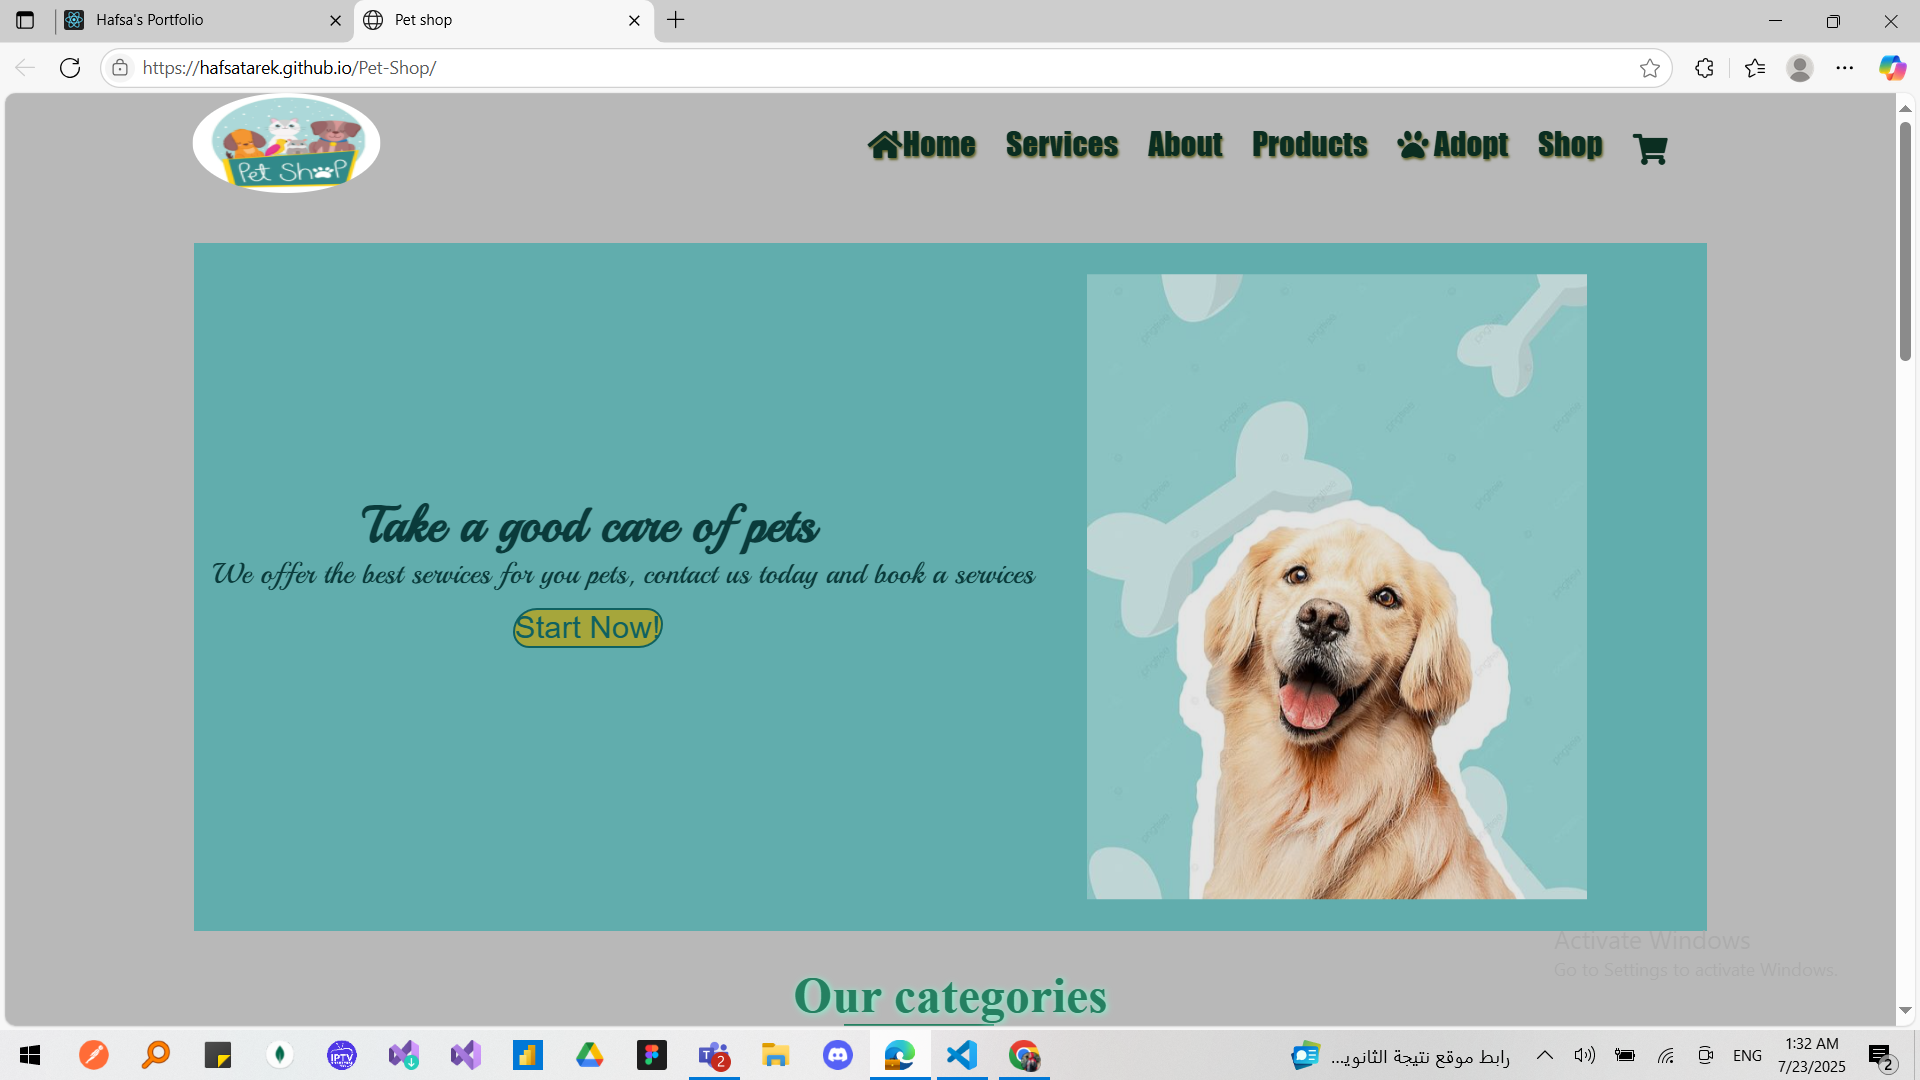 Hafsa's Portfolio
Pet shop
https://hafsatarek.github.io/Pet-Shop/
Pet Shop
Home Services About Products Adopt Shop
Take a good care of pets
We offer the best services for you pets, contact us today and book a services
Start Now!
pngtree
Activate Windows
Go to Settings to activate Windows.
Our categories
IPTV
2
رابط موقع نتيجة الثانويـ...
ENG
1:32 AM
7/23/2025
2